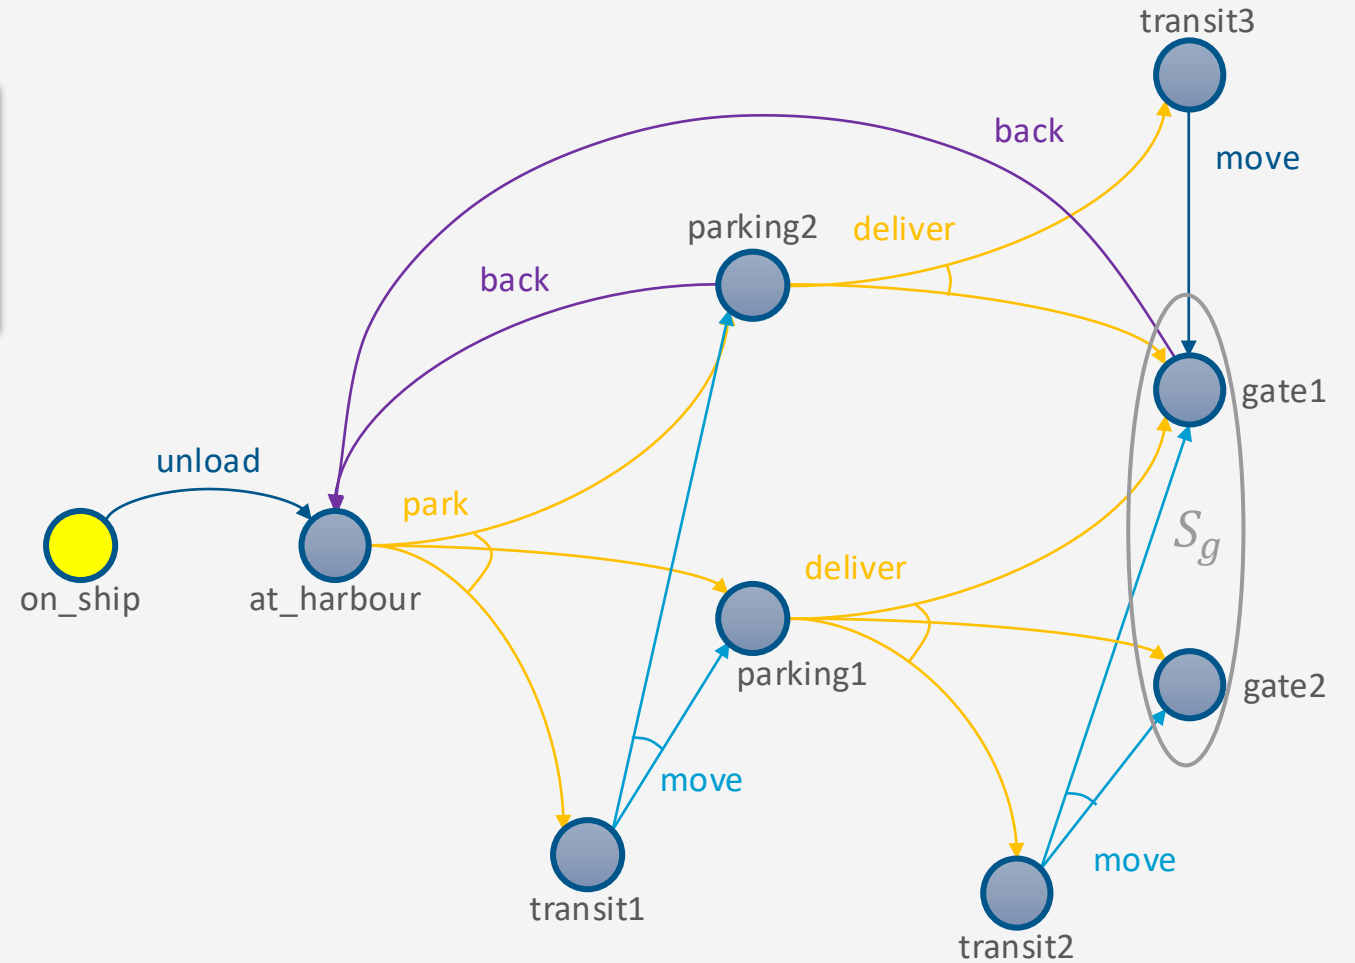 transit3
back
move
parking2
deliver
back
gate1
unload
park
S_g
deliver
on_ship
at_harbour
parking1
gate2
move
move
transit1
transit2